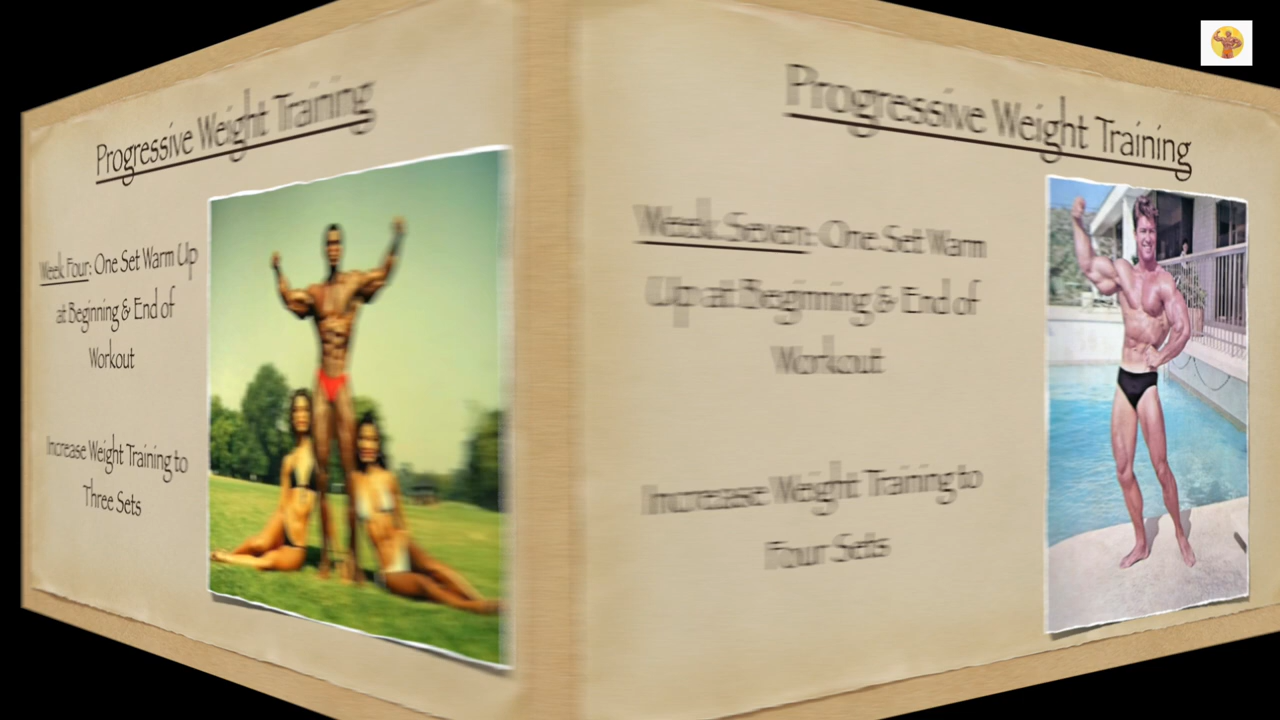 Progressive Weight Training
Week Four: One Set Warm Up
at Beginning & End of
Workout
Increase Weight Training to
Three Sets
Progressive Weight Training
Week Seven: One Set Warm
Up at Beginning & End of
Workout
Increase Weight Training to
Four Sets